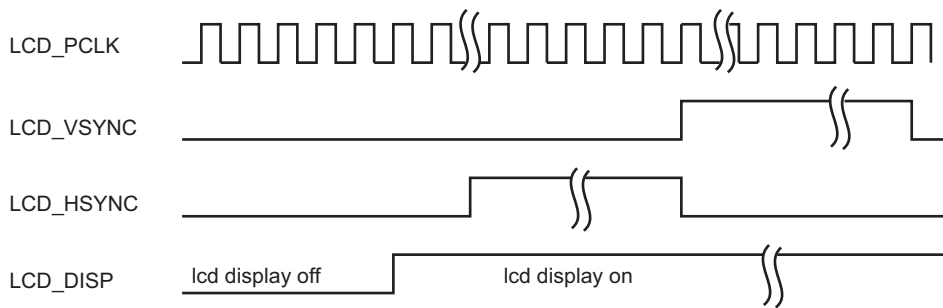 LCD_PCLK
LCD_VSYNC
LCD_HSYNC
LCD_DISP
lcd display off
lcd display on